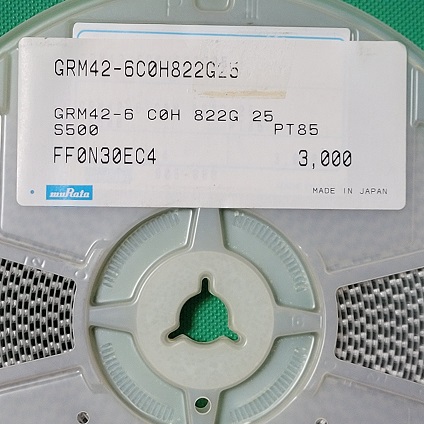 GRM42-6C0H822G25
GRM42-6 C0H 822G 25
S500 PT85
FF0N30EC4 3,000
muRata MADE IN JAPAN